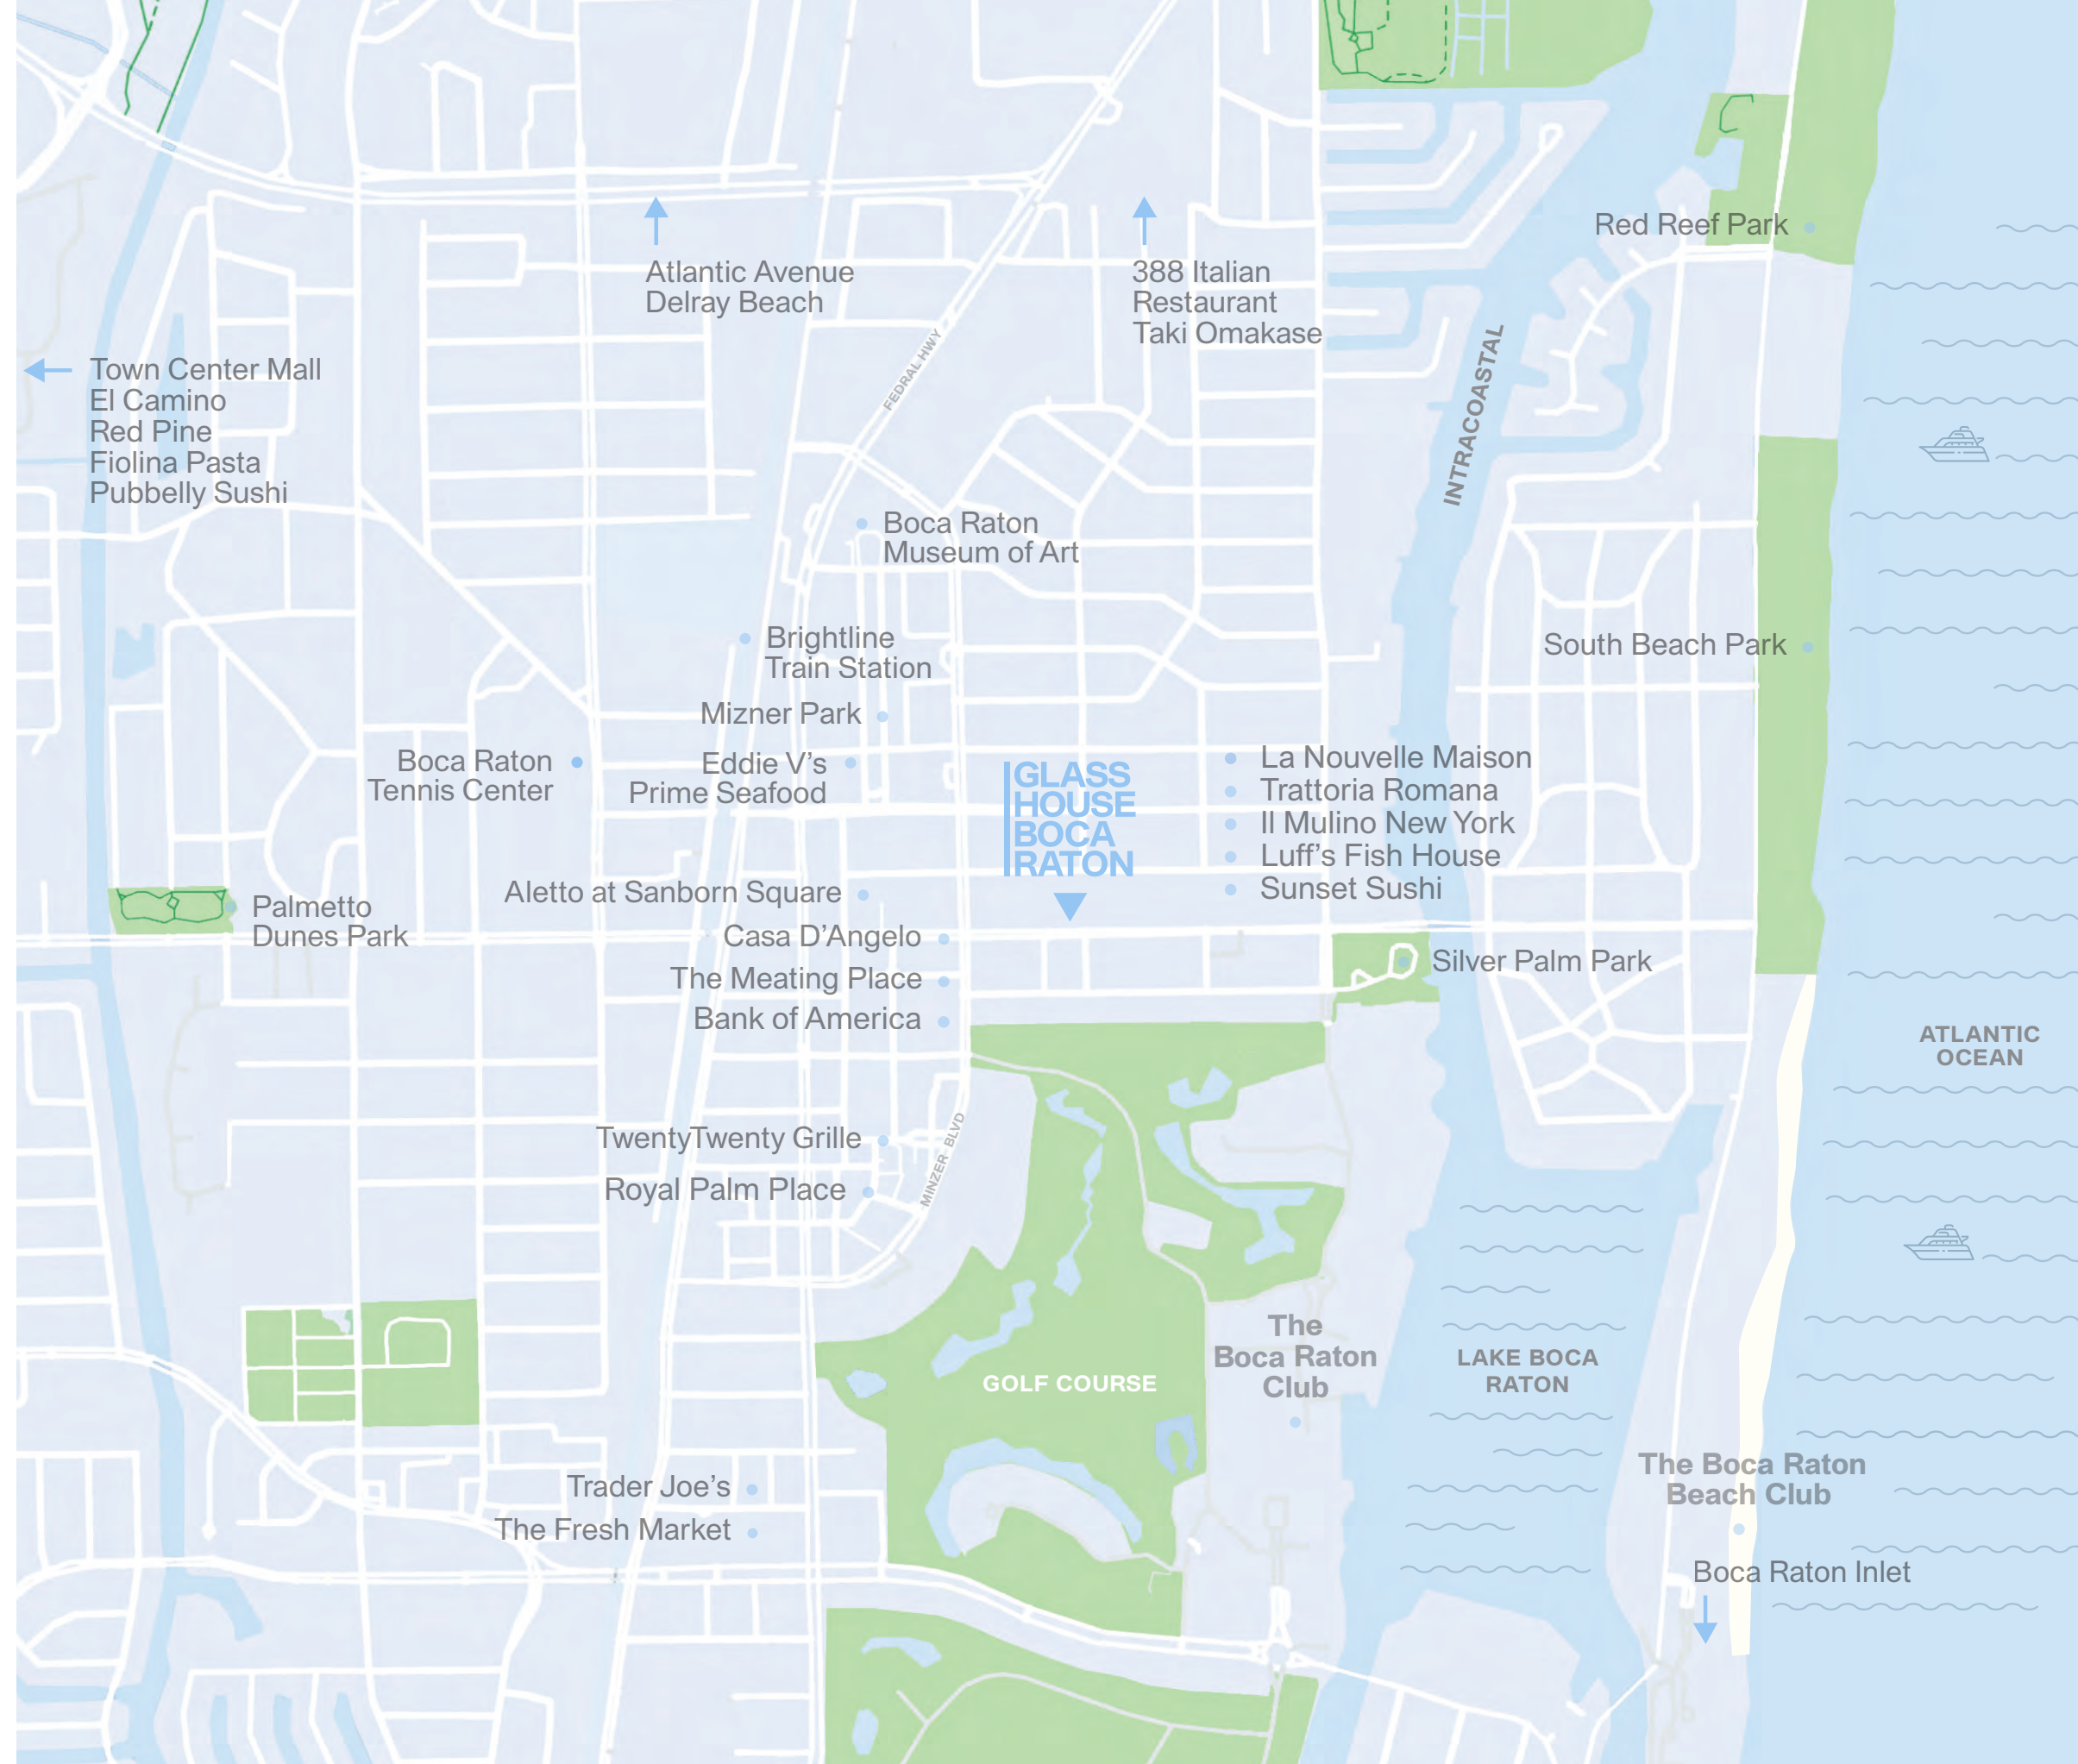 Red Reef Park
Atlantic Avenue
Delray Beach
388 Italian
Restaurant
Taki Omakase
FEDRAL HWY
INTRACOASTAL
Town Center Mall
El Camino
Red Pine
Fiolina Pasta
Pubbelly Sushi
Boca Raton
Museum of Art
Brightline
Train Station
South Beach Park
Mizner Park
Boca Raton
Tennis Center
Eddie V's
Prime Seafood
GLASS
HOUSE
BOCA
RATON
La Nouvelle Maison
Trattoria Romana
Il Mulino New York
Luff's Fish House
Sunset Sushi
Aletto at Sanborn Square
Palmetto
Dunes Park
Casa D'Angelo
Silver Palm Park
The Meating Place
Bank of America
ATLANTIC
OCEAN
TwentyTwenty Grille
MINZER BLVD
Royal Palm Place
The
Boca Raton
Club
GOLF COURSE
LAKE BOCA
RATON
The Boca Raton
Beach Club
Trader Joe's
The Fresh Market
Boca Raton Inlet